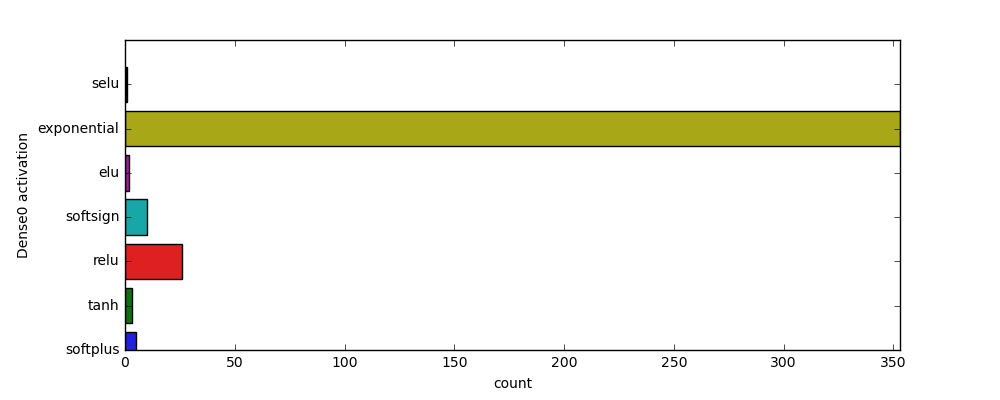 Dense0 activation
selu
exponential
elu
softsign
relu
tanh
softplus
0 50 100 150 200 250 300 350
count